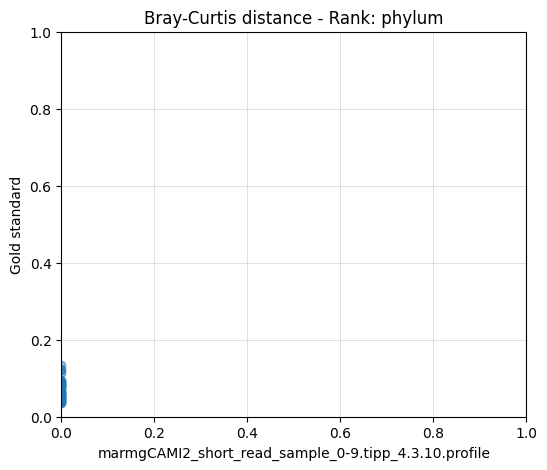 Bray-Curtis distance - Rank: phylum
1.0
0.8
0.6
0.4
0.2
0.0
Gold standard
0.0 0.2 0.4 0.6 0.8 1.0
marmgCAMI2_short_read_sample_0-9.tipp_4.3.10.profile